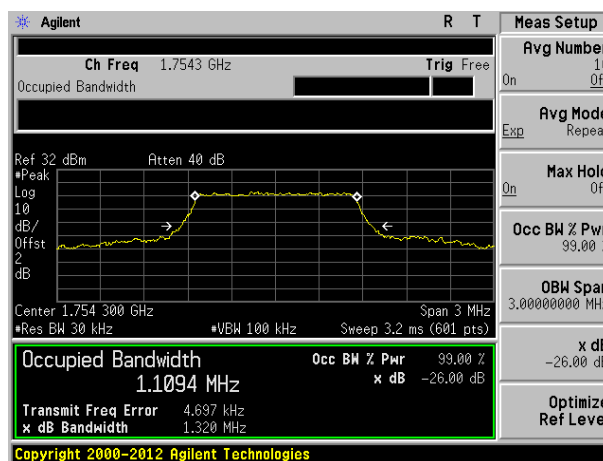 Agilent R T Meas Setup
Ch Freq 1.7543 GHz Trig Free
Occupied Bandwidth
Avg Number
On
Avg Mode
Exp Repea
Max Hold
On
Occ BW % Pwr
99.00
OBW Span
3.00000000 MH
x dB
-26.00 dB
Optimize
Ref Level
Ref 32 dBm Atten 40 dB
#Peak
Log
10
dB/
Offst
2
dB
Center 1.754 300 GHz Span 3 MHz
#Res BW 30 kHz #VBW 100 kHz Sweep 3.2 ms (601 pts)
Occupied Bandwidth Occ BW % Pwr 99.00 %
1.1094 MHz x dB -26.00 dB
Transmit Freq Error 4.697 kHz
x dB Bandwidth 1.320 MHz
Copyright 2000-2012 Agilent Technologies